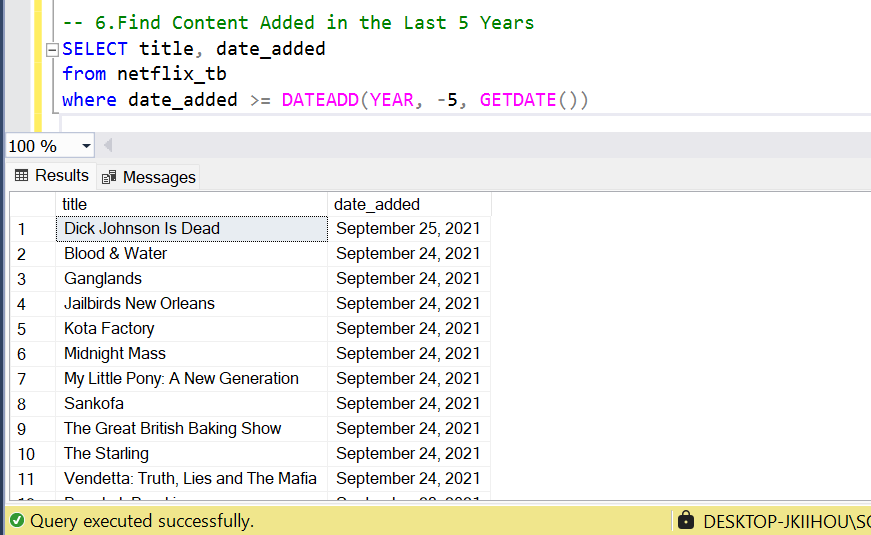 -- 6.Find Content Added in the Last 5 Years
SELECT title, date_added
from netflix_tb
where date_added >= DATEADD(YEAR, -5, GETDATE())
100 %
Results Messages
title date_added
1 Dick Johnson Is Dead September 25, 2021
2 Blood & Water September 24, 2021
3 Ganglands September 24, 2021
4 Jailbirds New Orleans September 24, 2021
5 Kota Factory September 24, 2021
6 Midnight Mass September 24, 2021
7 My Little Pony: A New Generation September 24, 2021
8 Sankofa September 24, 2021
9 The Great British Baking Show September 24, 2021
10 The Starling September 24, 2021
11 Vendetta: Truth, Lies and The Mafia September 24, 2021
Query executed successfully. DESKTOP-JKIIHOU\S